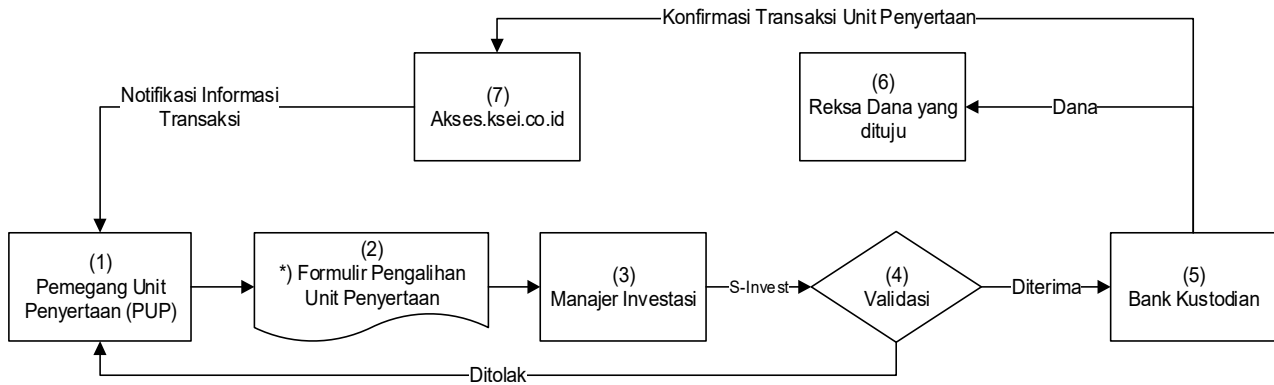 Konfirmasi Transaksi Unit Penyertaan
(7)
Akses.ksei.co.id
(6)
Reksa Dana yang
dituju
Dana
Notifikasi Informasi
Transaksi
(1)
Pemegang Unit
Penyertaan (PUP)
(2)
*) Formulir Pengalihan
Unit Penyertaan
(3)
Manajer Investasi
S-Invest
(4)
Validasi
Diterima
(5)
Bank Kustodian
Ditolak